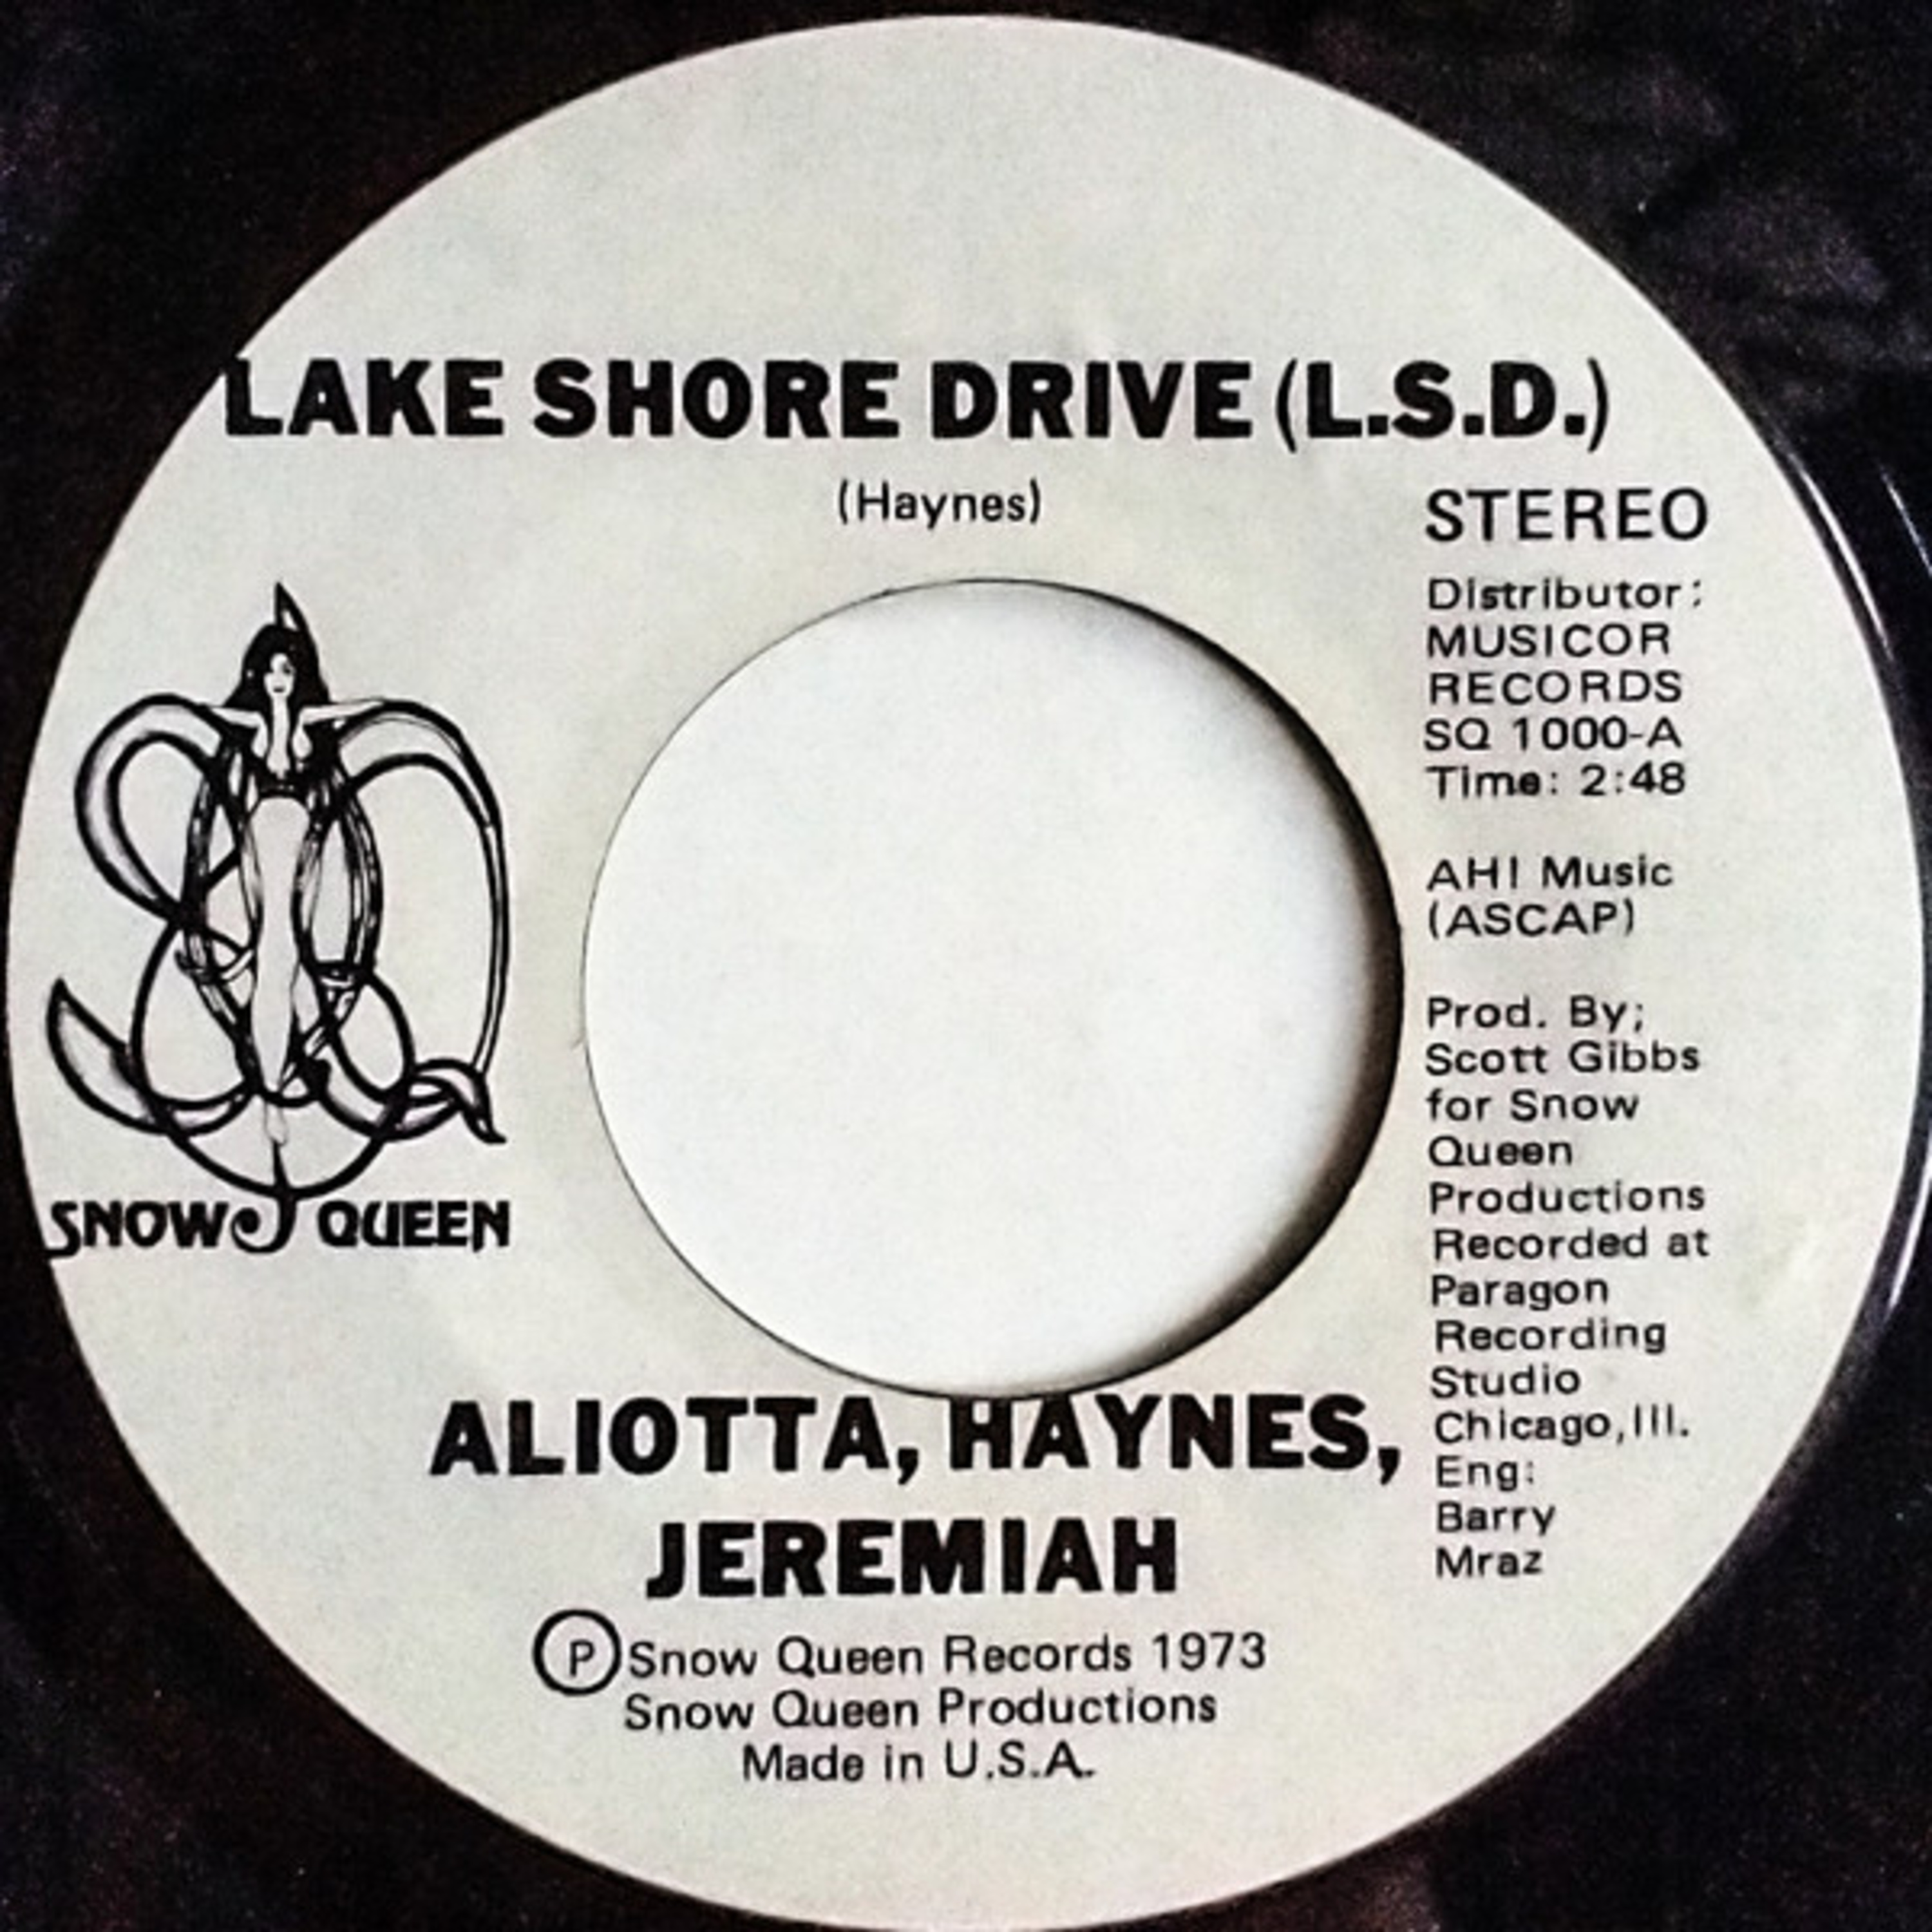 LAKE SHORE DRIVE (L.S.D.)
(Haynes)
STEREO
Distributor:
MUSICOR
RECORDS
SQ 1000-A
Time: 2:48
AHI Music
(ASCAP)
Prod. By;
Scott Gibbs
for Snow
Queen
Productions
Recorded at
Paragon
Recording
Studio
Chicago, Ill.
Eng:
Barry
Mraz
SNOW QUEEN
ALIOTTA, HAYNES,
JEREMIAH
Ⓟ Snow Queen Records 1973
Snow Queen Productions
Made in U.S.A.